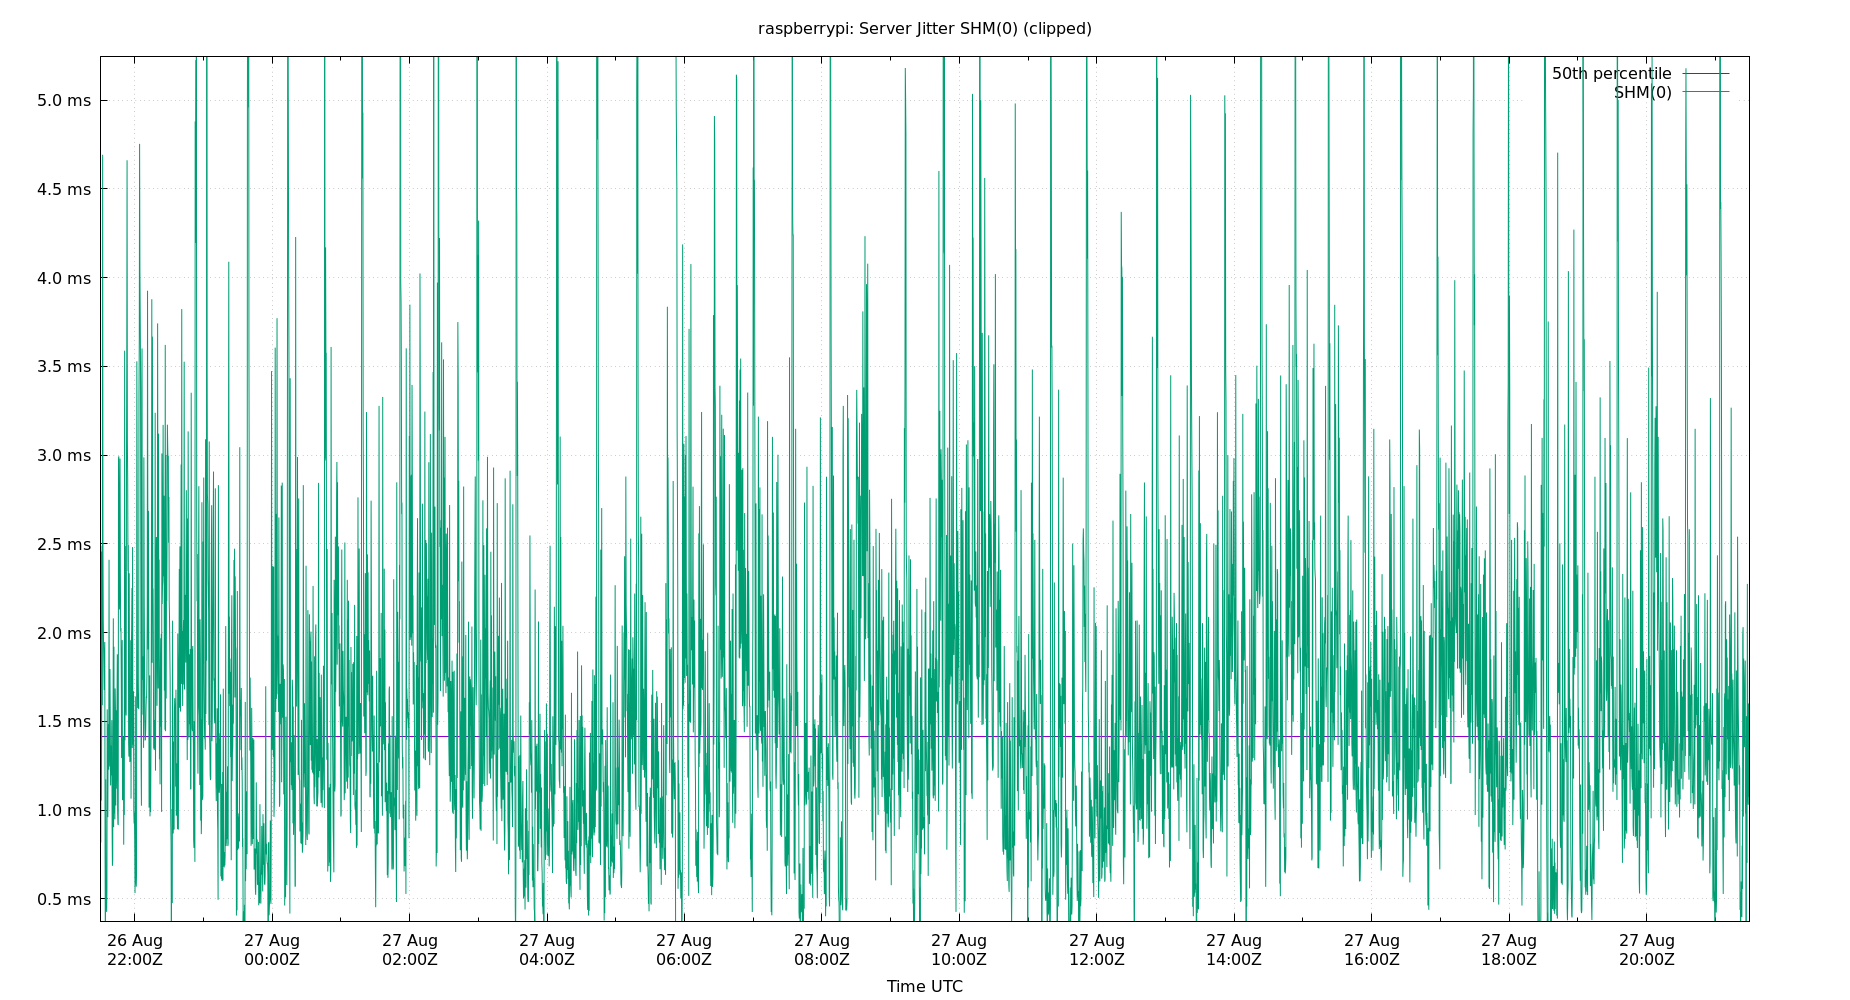 raspberrypi: Server Jitter SHM(0) (clipped)
50th percentile
SHM(0)
5.0 ms
4.5 ms
4.0 ms
3.5 ms
3.0 ms
2.5 ms
2.0 ms
1.5 ms
1.0 ms
0.5 ms
26 Aug 27 Aug 27 Aug 27 Aug 27 Aug 27 Aug 27 Aug 27 Aug 27 Aug 27 Aug 27 Aug 27 Aug
22:00Z 00:00Z 02:00Z 04:00Z 06:00Z 08:00Z 10:00Z 12:00Z 14:00Z 16:00Z 18:00Z 20:00Z
Time UTC